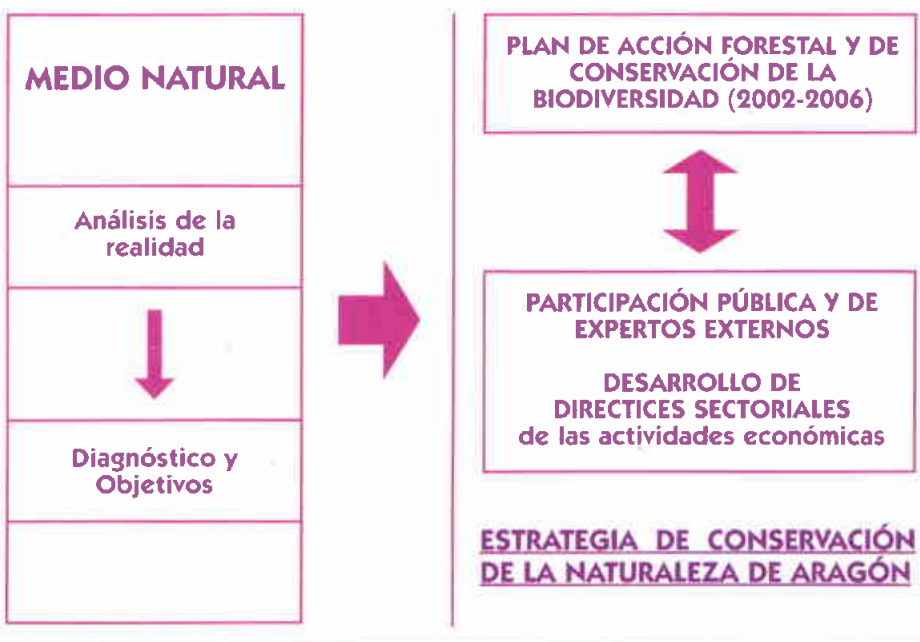 MEDIO NATURAL
Análisis de la
realidad
Diagnóstico y
Objetivos
PLAN DE ACCIÓN FORESTAL Y DE
CONSERVACIÓN DE LA
BIODIVERSIDAD (2002-2006)
PARTICIPACIÓN PÚBLICA Y DE
EXPERTOS EXTERNOS
DESARROLLO DE
DIRECTICES SECTORIALES
de las actividades económicas
ESTRATEGIA DE CONSERVACIÓN
DE LA NATURALEZA DE ARAGÓN